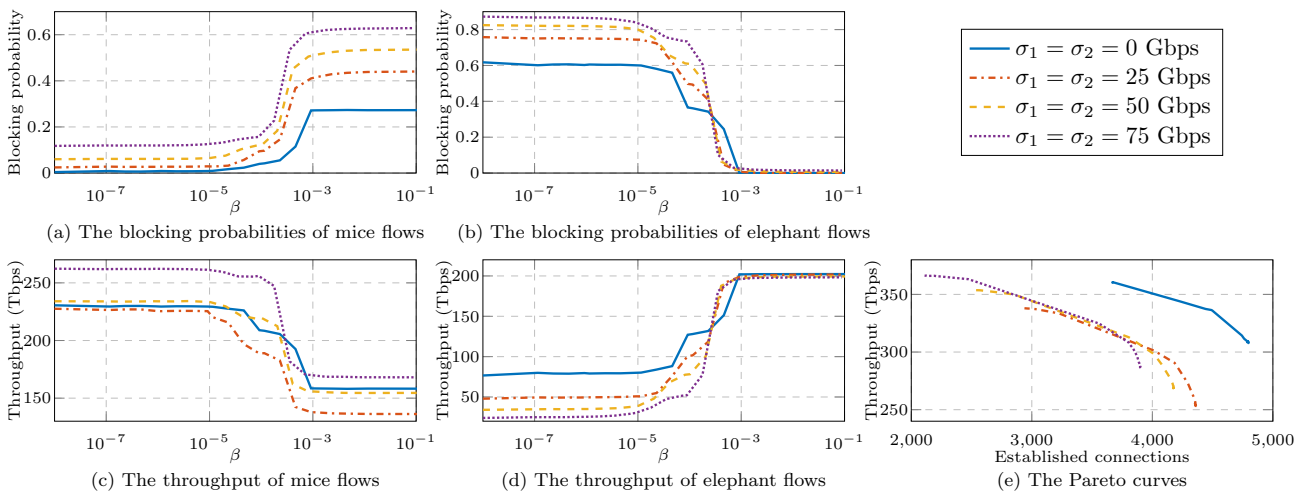 Blocking probability
0.6
0.4
0.2
0
10−7
10−5
10−3
10−1
β
(a) The blocking probabilities of mice flows
Blocking probability
0.8
0.6
0.4
0.2
0
10−7
10−5
10−3
10−1
β
(b) The blocking probabilities of elephant flows
σ1 = σ2 = 0 Gbps
σ1 = σ2 = 25 Gbps
σ1 = σ2 = 50 Gbps
σ1 = σ2 = 75 Gbps
Throughput (Tbps)
250
200
150
10−7
10−5
10−3
10−1
β
(c) The throughput of mice flows
Throughput (Tbps)
200
150
100
50
10−7
10−5
10−3
10−1
β
(d) The throughput of elephant flows
Throughput (Tbps)
350
300
250
2,000
3,000
4,000
5,000
Established connections
(e) The Pareto curves